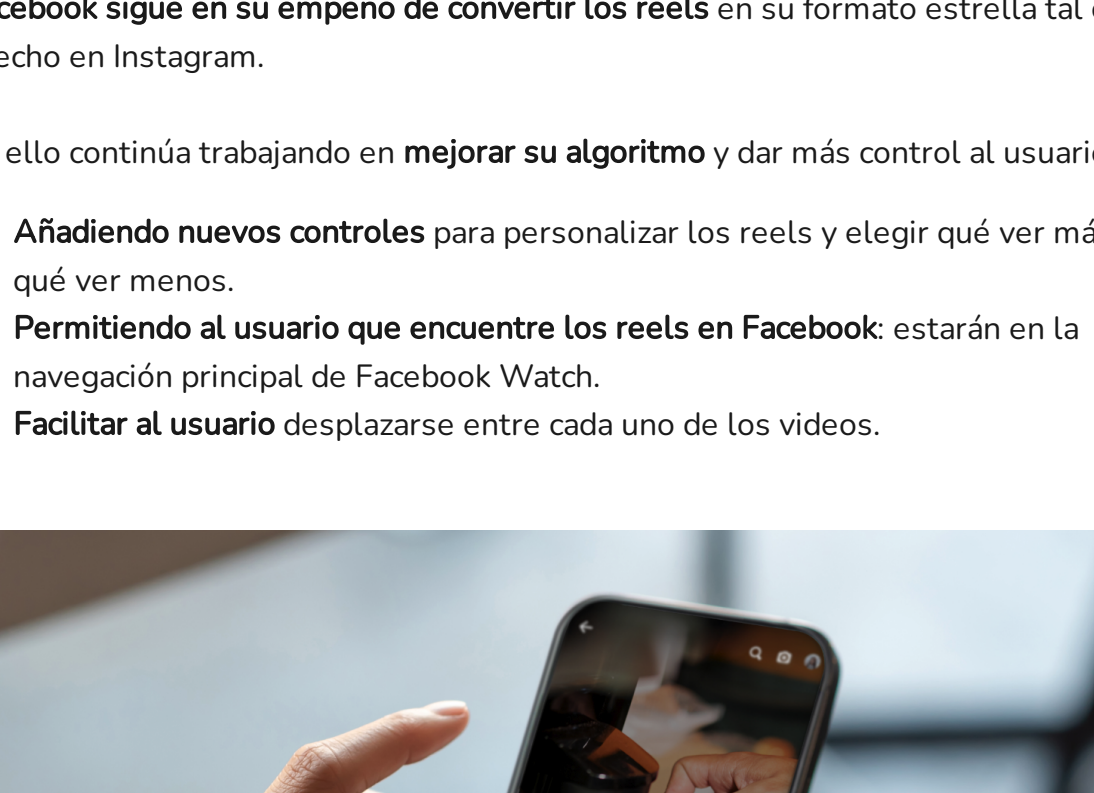 cebook sigue en su empeño de convertir los reels en su formato estrella tal
echo en Instagram.
ello continúa trabajando en mejorar su algoritmo y dar más control al usuari
Añadiendo nuevos controles para personalizar los reels y elegir qué ver má
qué ver menos.
Permitiendo al usuario que encuentre los reels en Facebook: estarán en la
navegación principal de Facebook Watch.
Facilitar al usuario desplazarse entre cada uno de los videos.